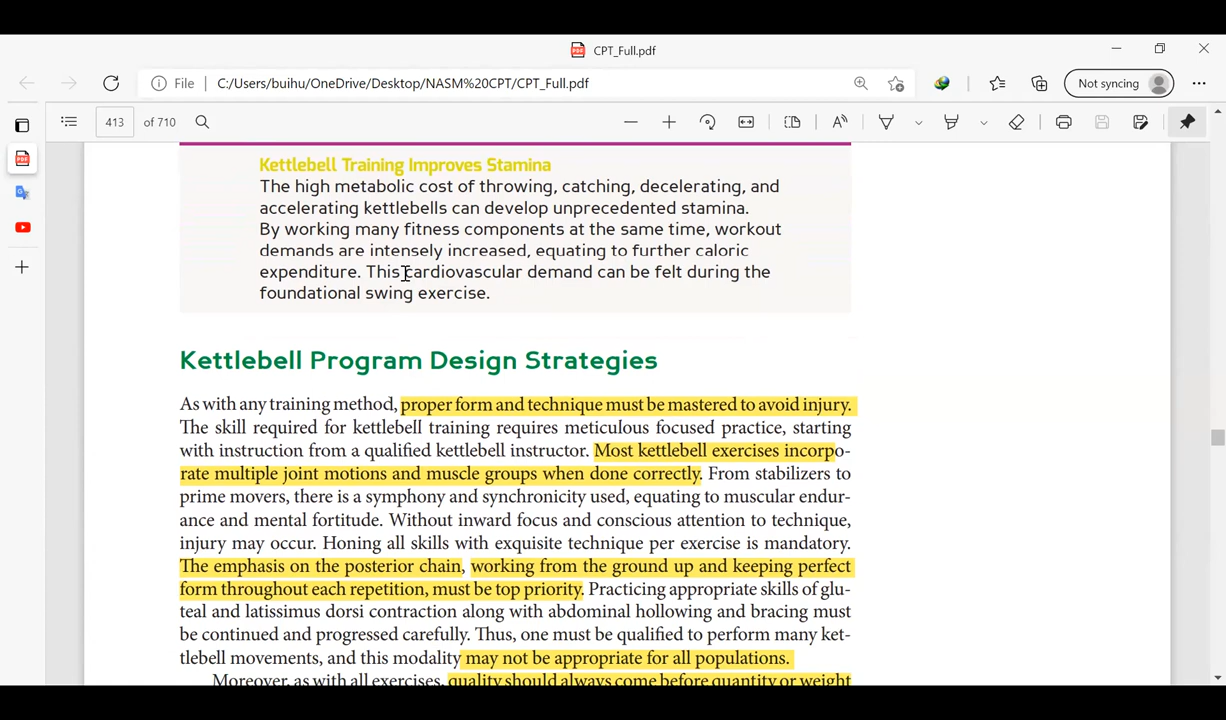 CPT_Full.pdf
File | C:/Users/buihu/OneDrive/Desktop/NASM%20CPT/CPT_Full.pdf
Not syncing
413 of 710
Kettlebell Training Improves Stamina
The high metabolic cost of throwing, catching, decelerating, and
accelerating kettlebells can develop unprecedented stamina.
By working many fitness components at the same time, workout
demands are intensely increased, equating to further caloric
expenditure. This cardiovascular demand can be felt during the
foundational swing exercise.
Kettlebell Program Design Strategies
As with any training method, proper form and technique must be mastered to avoid injury.
The skill required for kettlebell training requires meticulous focused practice, starting
with instruction from a qualified kettlebell instructor. Most kettlebell exercises incorpo-
rate multiple joint motions and muscle groups when done correctly. From stabilizers to
prime movers, there is a symphony and synchronicity used, equating to muscular endur-
ance and mental fortitude. Without inward focus and conscious attention to technique,
injury may occur. Honing all skills with exquisite technique per exercise is mandatory.
The emphasis on the posterior chain, working from the ground up and keeping perfect
form throughout each repetition, must be top priority. Practicing appropriate skills of glu-
teal and latissimus dorsi contraction along with abdominal hollowing and bracing must
be continued and progressed carefully. Thus, one must be qualified to perform many ket-
tlebell movements, and this modality may not be appropriate for all populations.
Moreover, as with all exercises, quality should always come before quantity or weight